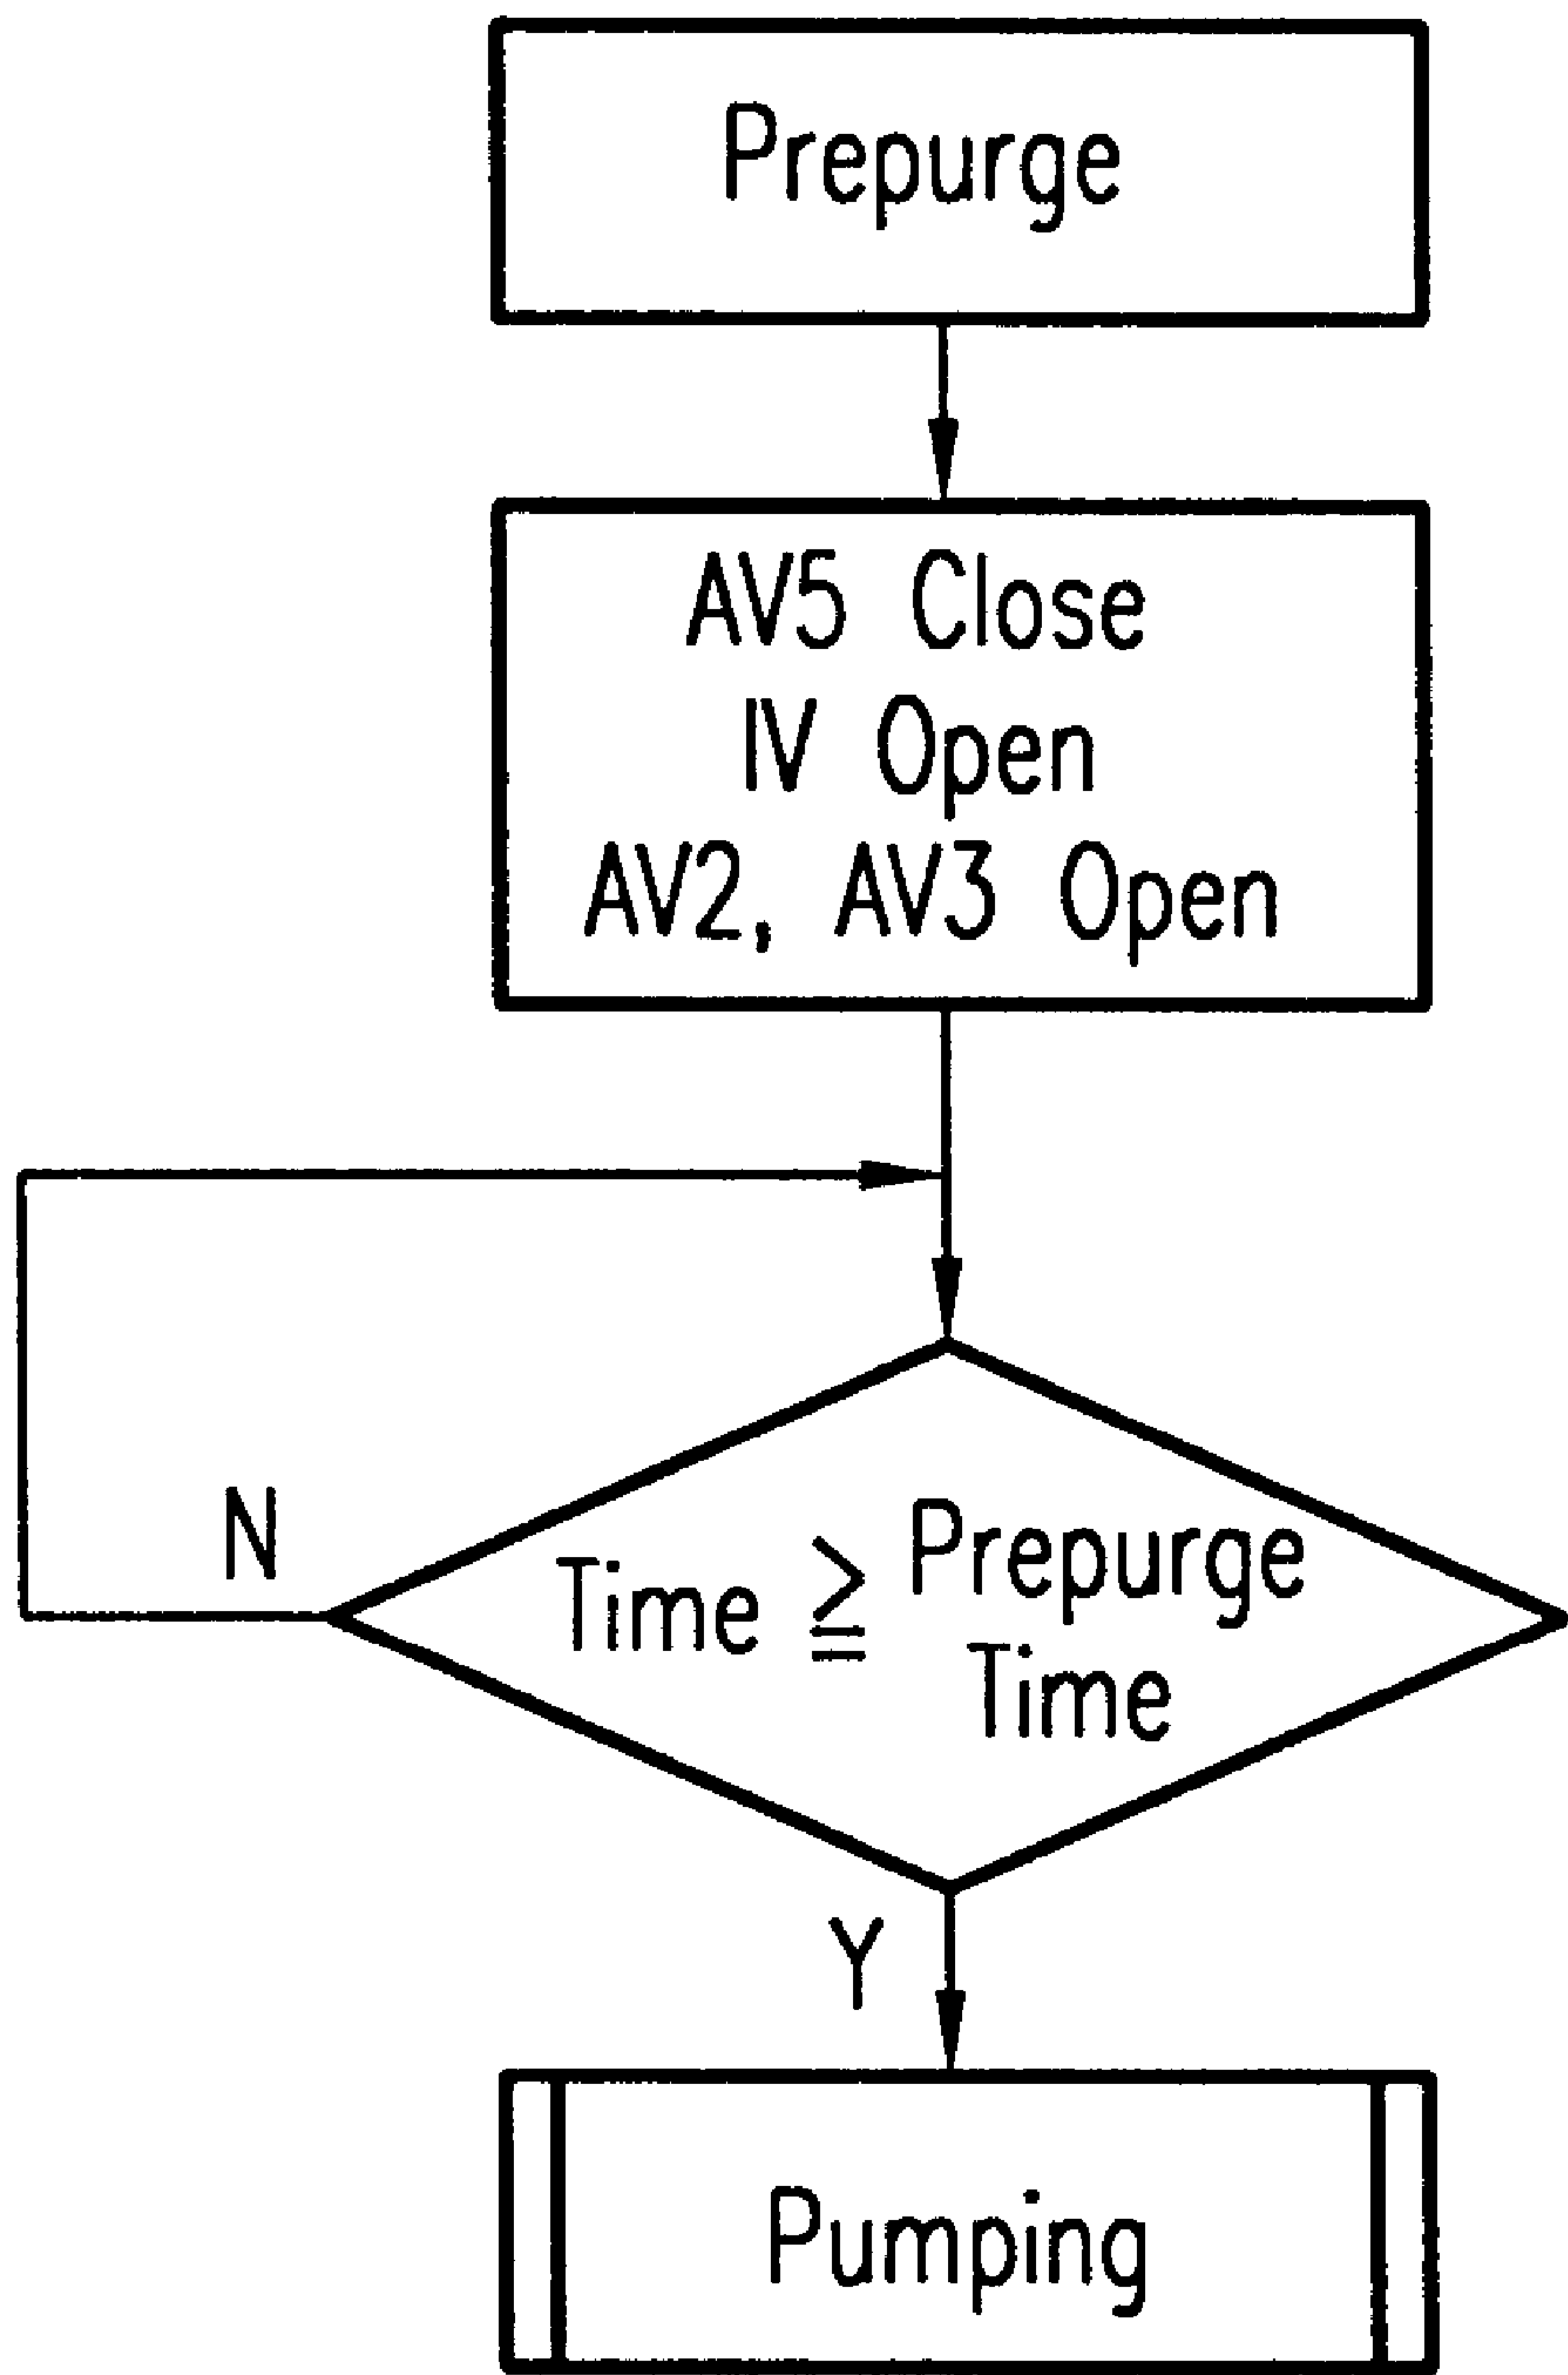 Prepurge
AV5 Close
IV Open
AV2, AV3 Open
N
Time ≧ Prepurge
Time
Y
Pumping